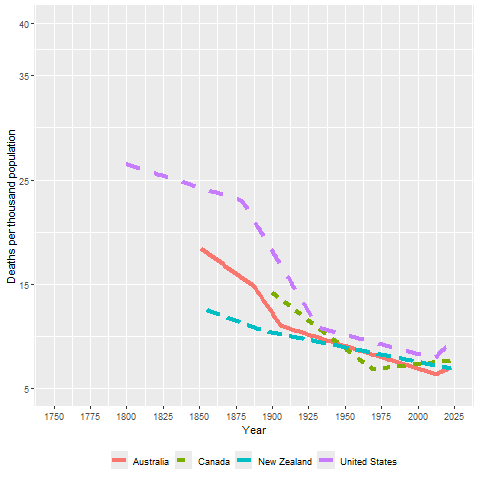 Deaths per thousand population
40
35
25
15
5
1750 1775 1800 1825 1850 1875 1900 1925 1950 1975 2000 2025
Year
Australia Canada New Zealand United States